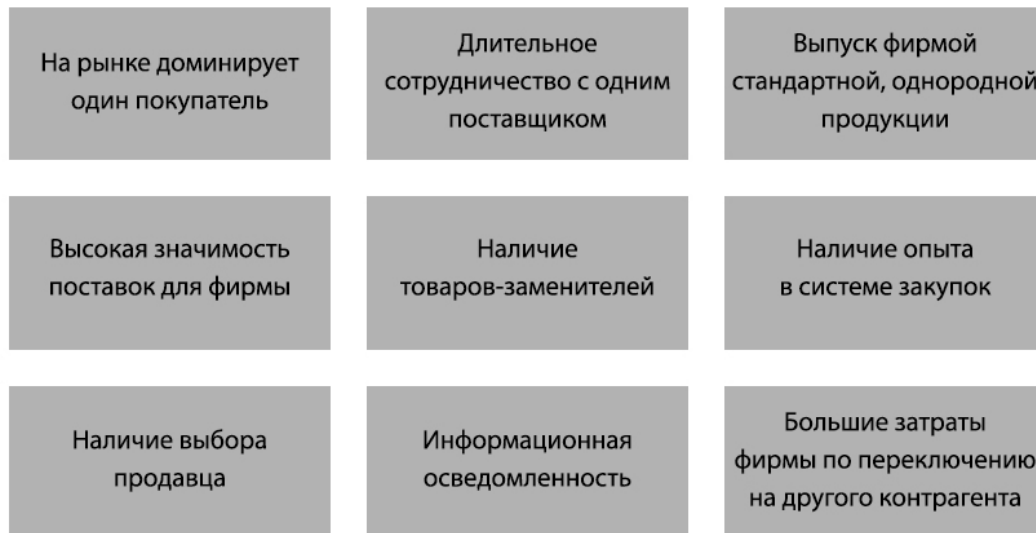 На рынке доминирует
один покупатель
Длительное
сотрудничество с одним
поставщиком
Выпуск фирмой
стандартной, однородной
продукции
Высокая значимость
поставок для фирмы
Наличие
товаров-заменителей
Наличие опыта
в системе закупок
Наличие выбора
продавца
Информационная
осведомленность
Большие затраты
фирмы по переключению
на другого контрагента